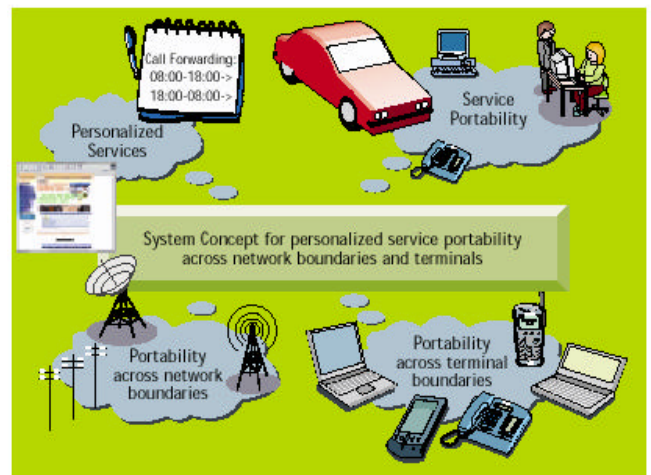 Call Forwarding:
08:00-18:00->
18:00-08:00->
Personalized
Services
Service
Portability
System Concept for personalized service portability
across network boundaries and terminals
Portability
across network
boundaries
Portability
across terminal
boundaries